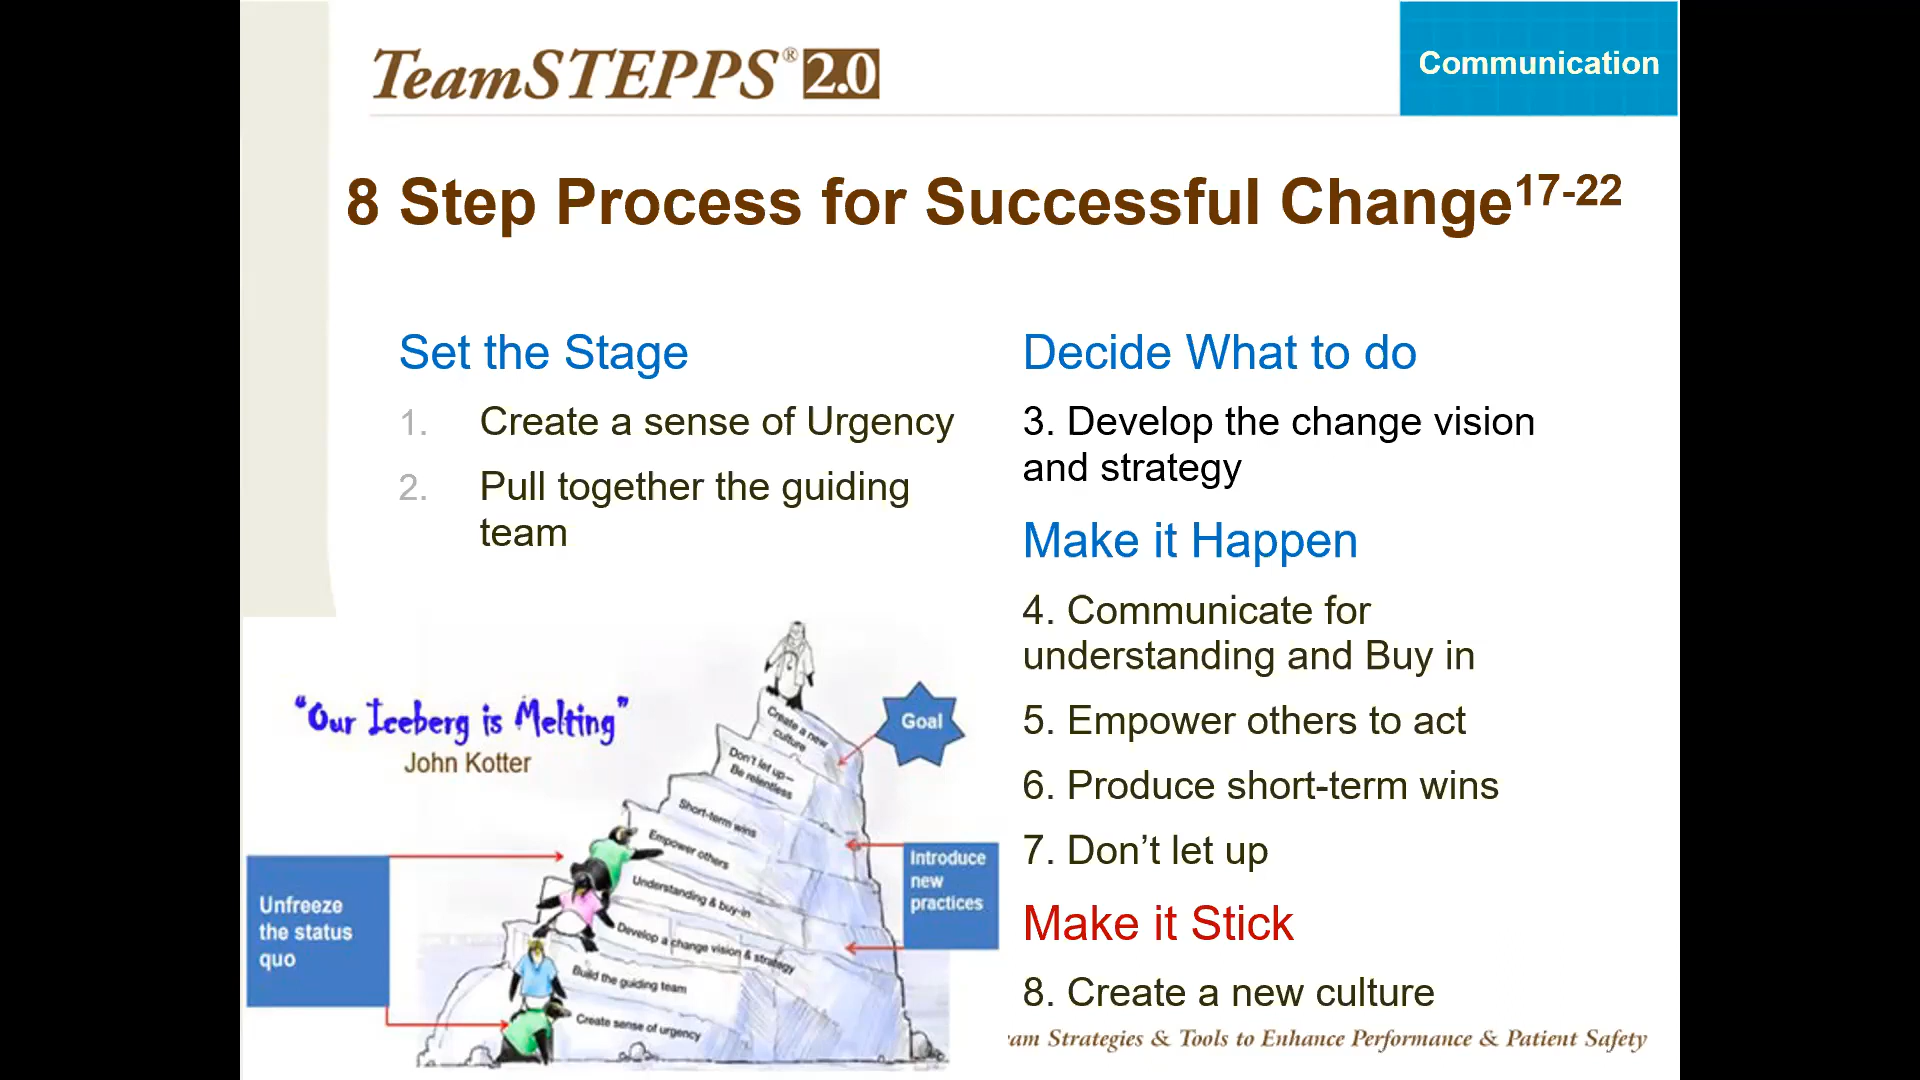 TeamSTEPPS® 2.0
Communication
8 Step Process for Successful Change17-22
Set the Stage
1. Create a sense of Urgency
2. Pull together the guiding
team
Decide What to do
3. Develop the change vision
and strategy
Make it Happen
4. Communicate for
understanding and Buy in
5. Empower others to act
6. Produce short-term wins
7. Don’t let up
Make it Stick
8. Create a new culture
“Our Iceberg is Melting”
John Kotter
Goal
Create a new
culture
Don't let up—
Be relentless
Short-term wins
Empower others
Understanding & buy-in
Develop a change vision & strategy
Build the guiding team
Create sense of urgency
Unfreeze
the status
quo
Introduce
new
practices
eam Strategies & Tools to Enhance Performance & Patient Safety